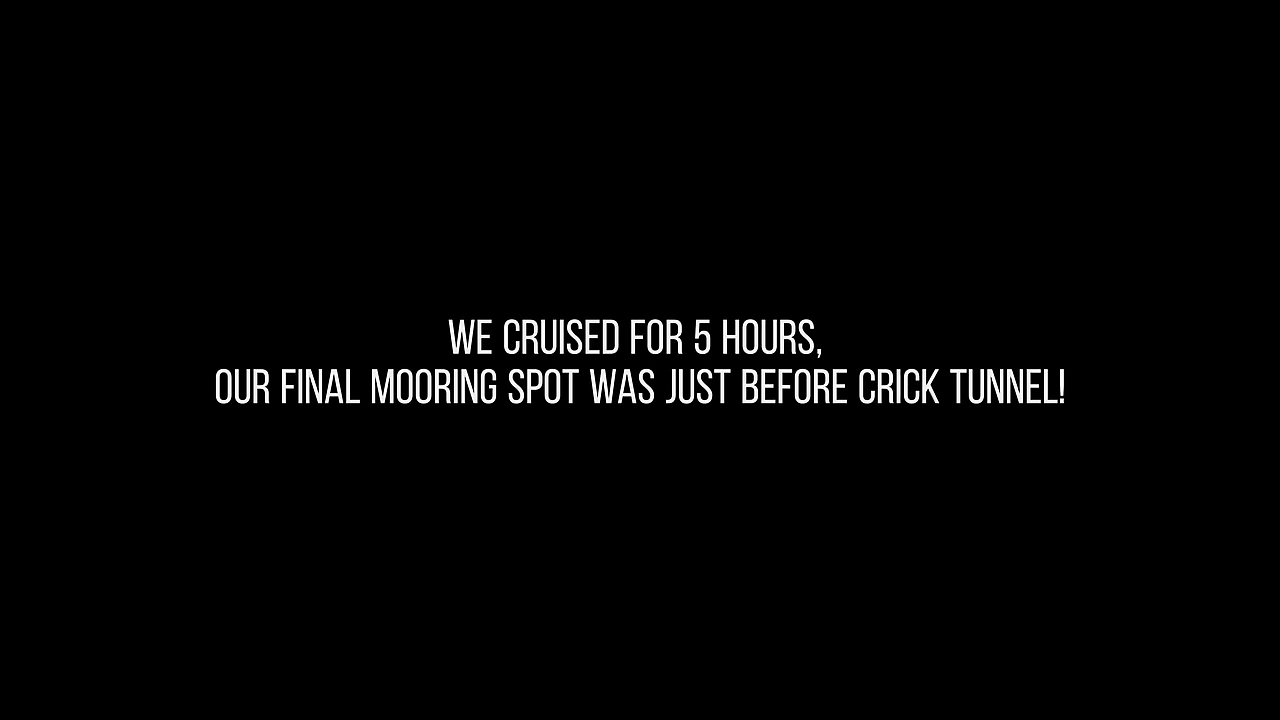 WE CRUISED FOR 5 HOURS,
OUR FINAL MOORING SPOT WAS JUST BEFORE CRICK TUNNEL!